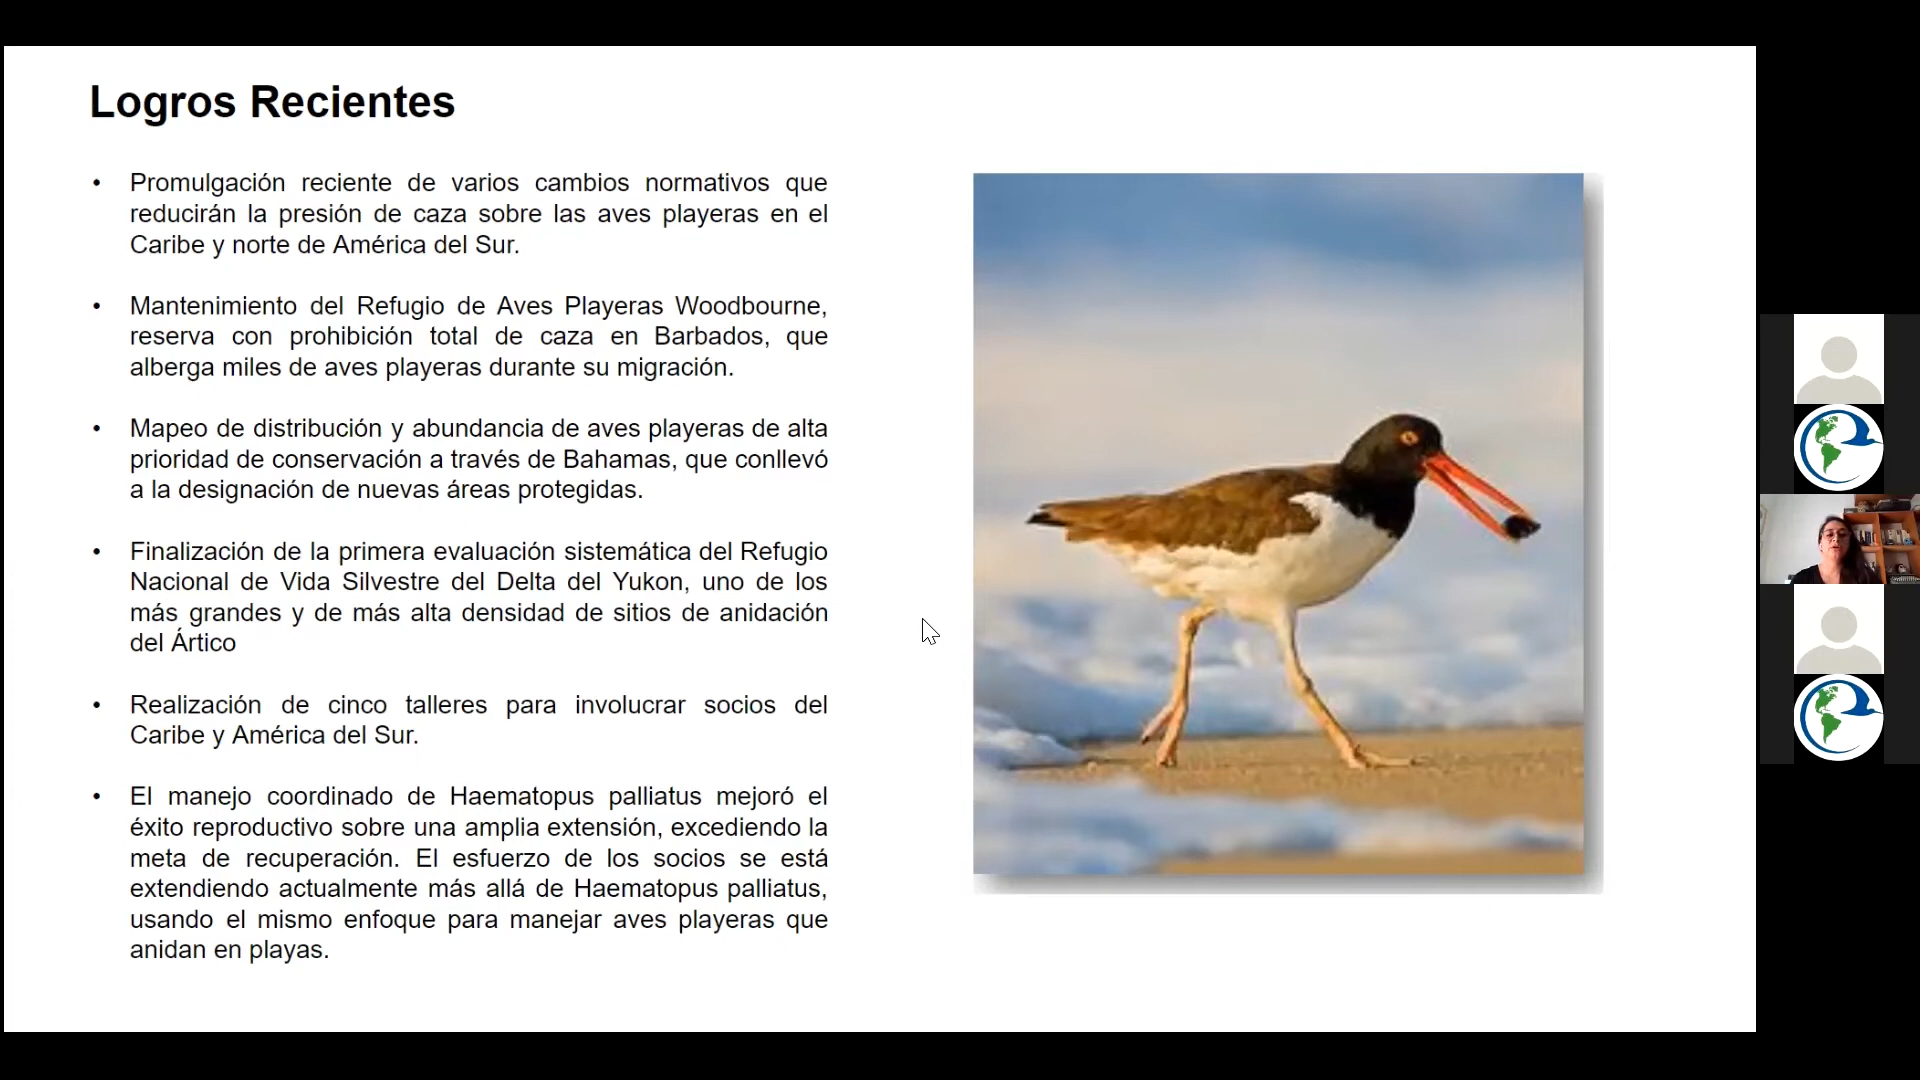 Logros Recientes
• Promulgación reciente de varios cambios normativos que
reducirán la presión de caza sobre las aves playeras en el
Caribe y norte de América del Sur.
• Mantenimiento del Refugio de Aves Playeras Woodbourne,
reserva con prohibición total de caza en Barbados, que
alberga miles de aves playeras durante su migración.
• Mapeo de distribución y abundancia de aves playeras de alta
prioridad de conservación a través de Bahamas, que conllevó
a la designación de nuevas áreas protegidas.
• Finalización de la primera evaluación sistemática del Refugio
Nacional de Vida Silvestre del Delta del Yukon, uno de los
más grandes y de más alta densidad de sitios de anidación
del Ártico
• Realización de cinco talleres para involucrar socios del
Caribe y América del Sur.
• El manejo coordinado de Haematopus palliatus mejoró el
éxito reproductivo sobre una amplia extensión, excediendo la
meta de recuperación. El esfuerzo de los socios se está
extendiendo actualmente más allá de Haematopus palliatus,
usando el mismo enfoque para manejar aves playeras que
anidan en playas.